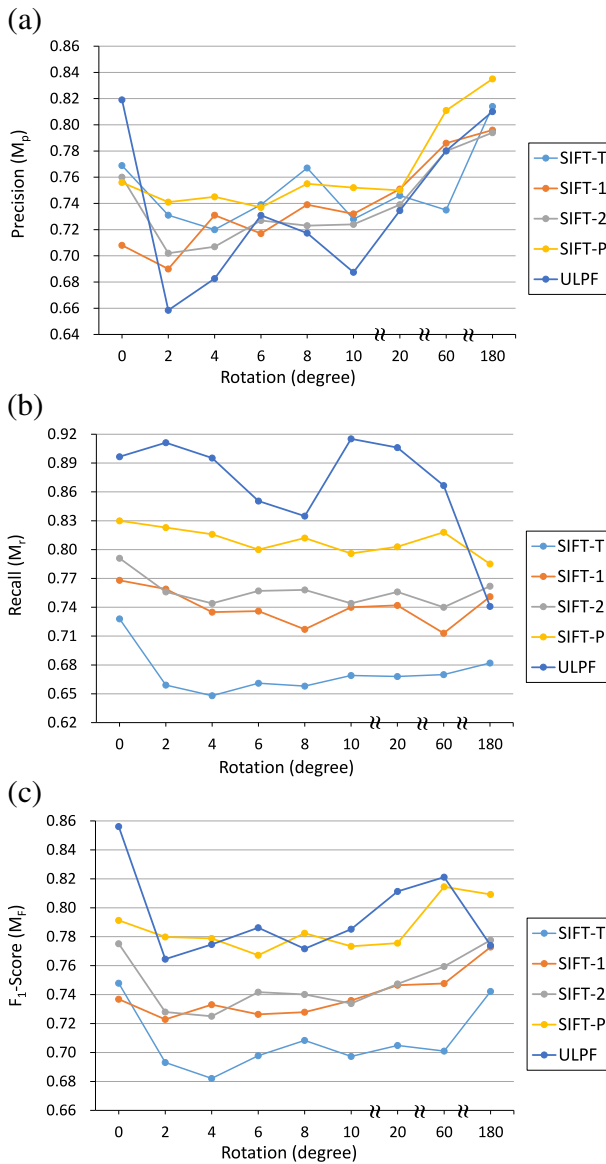 (a)
0.86
0.84
0.82
0.80
0.78
0.76
0.74
0.72
0.70
0.68
0.66
0.64
Precision (Mp)
0 2 4 6 8 10 20 60 180
Rotation (degree)
SIFT-T
SIFT-1
SIFT-2
SIFT-P
ULPF
(b)
0.92
0.89
0.86
0.83
0.80
0.77
0.74
0.71
0.68
0.65
0.62
Recall (Mr)
0 2 4 6 8 10 20 60 180
Rotation (degree)
SIFT-T
SIFT-1
SIFT-2
SIFT-P
ULPF
(c)
0.86
0.84
0.82
0.80
0.78
0.76
0.74
0.72
0.70
0.68
0.66
F1-Score (MF)
0 2 4 6 8 10 20 60 180
Rotation (degree)
SIFT-T
SIFT-1
SIFT-2
SIFT-P
ULPF